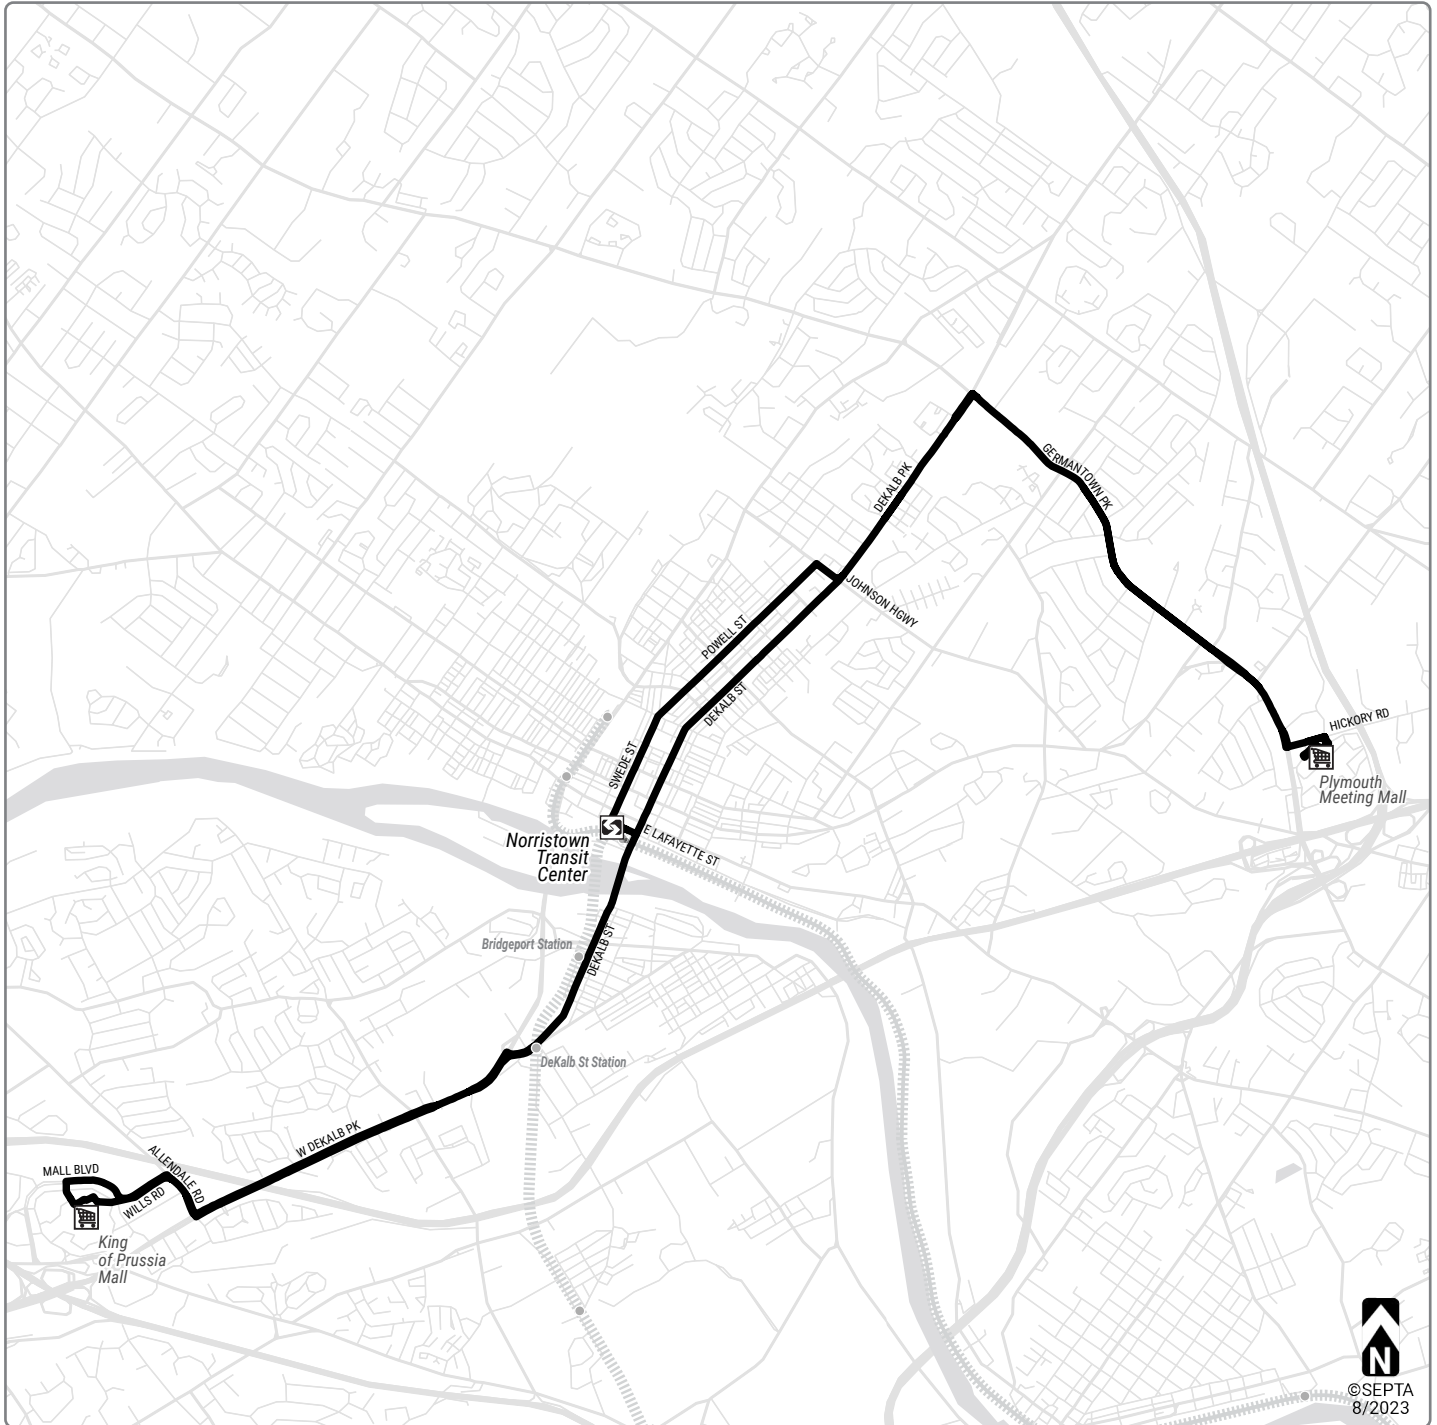 GERMANTOWN PK
DEKALB PK
JOHNSON HGWY
POWELL ST
DEKALB ST
HICKORY RD
SWEDE ST
Plymouth
Meeting Mall
E LAFAYETTE ST
Norristown
Transit
Center
Bridgeport Station
DEKALB ST
DeKalb St Station
W DEKALB PK
ALLENDALE RD
MALL BLVD
WILLS RD
King
of Prussia
Mall
N
©SEPTA
8/2023